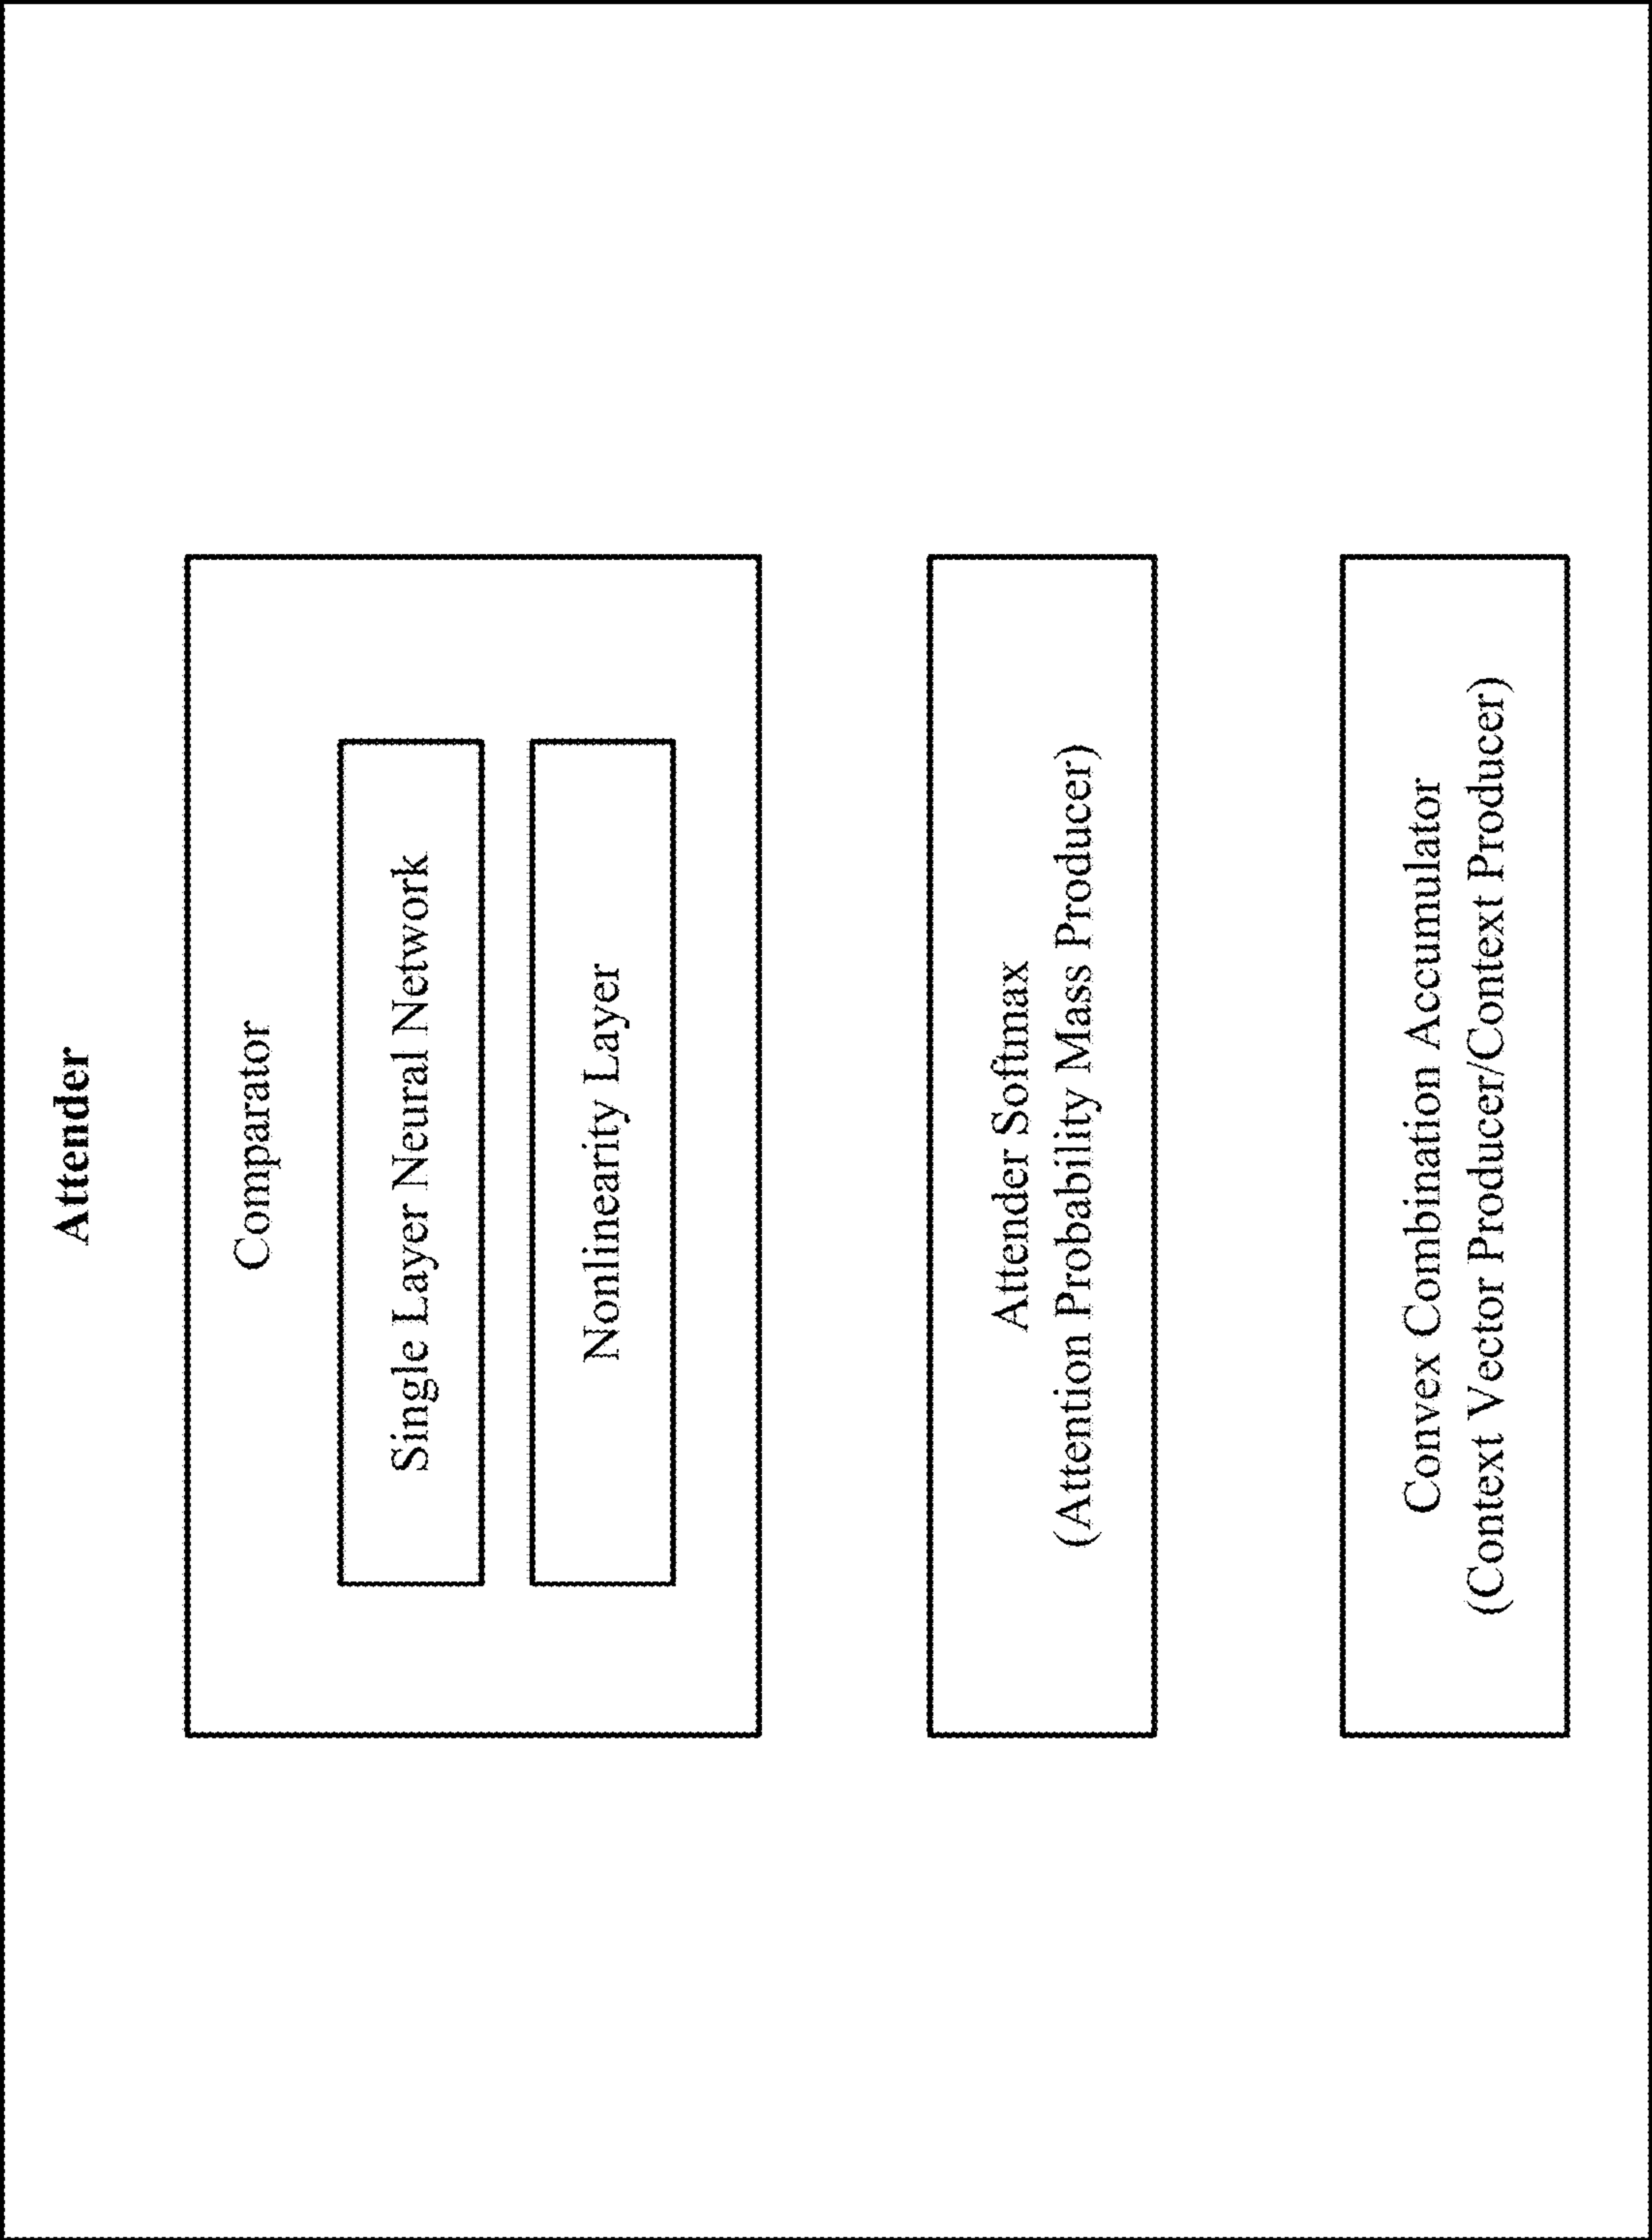 Attender
Comparator
Single Layer Neural Network
Nonlinearity Layer
Attender Softmax
(Attention Probability Mass Producer)
Convex Combination Accumulator
(Context Vector Producer/Context Producer)